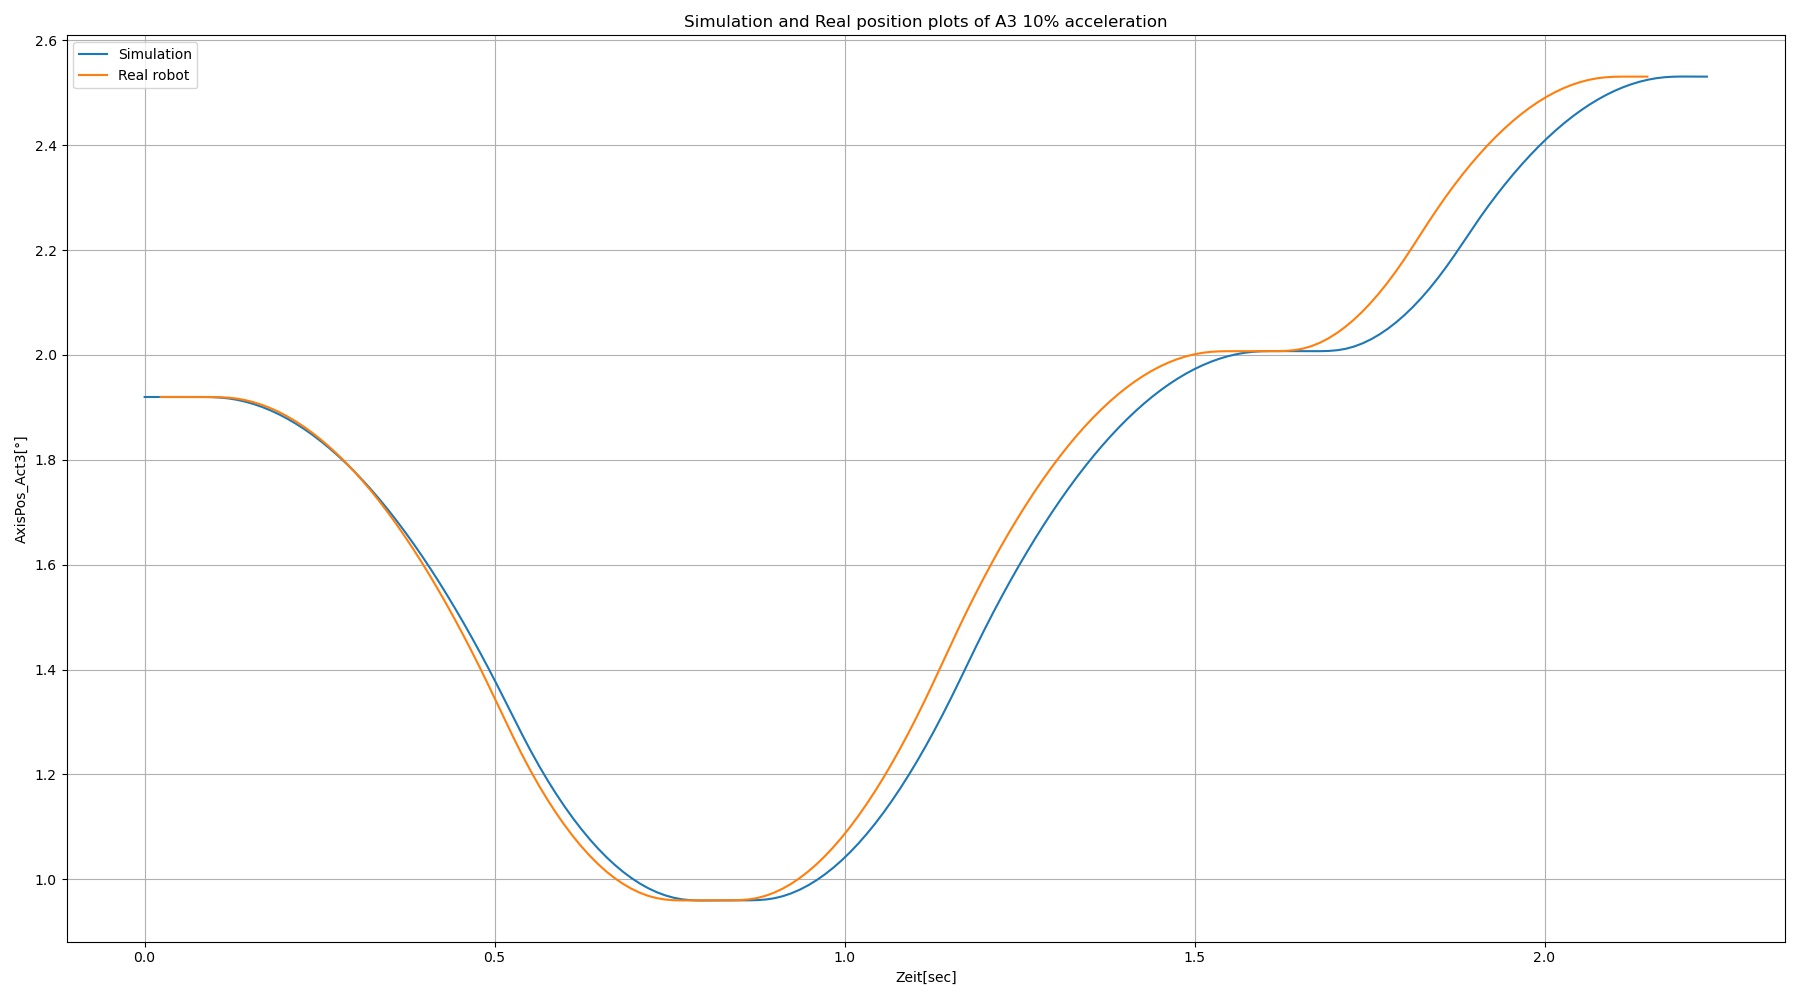 Simulation and Real position plots of A3 10% acceleration
Simulation
Real robot
2.6
2.4
2.2
2.0
1.8
1.6
1.4
1.2
1.0
AxisPos_Act3[°]
0.0 0.5 1.0 1.5 2.0
Zeit[sec]